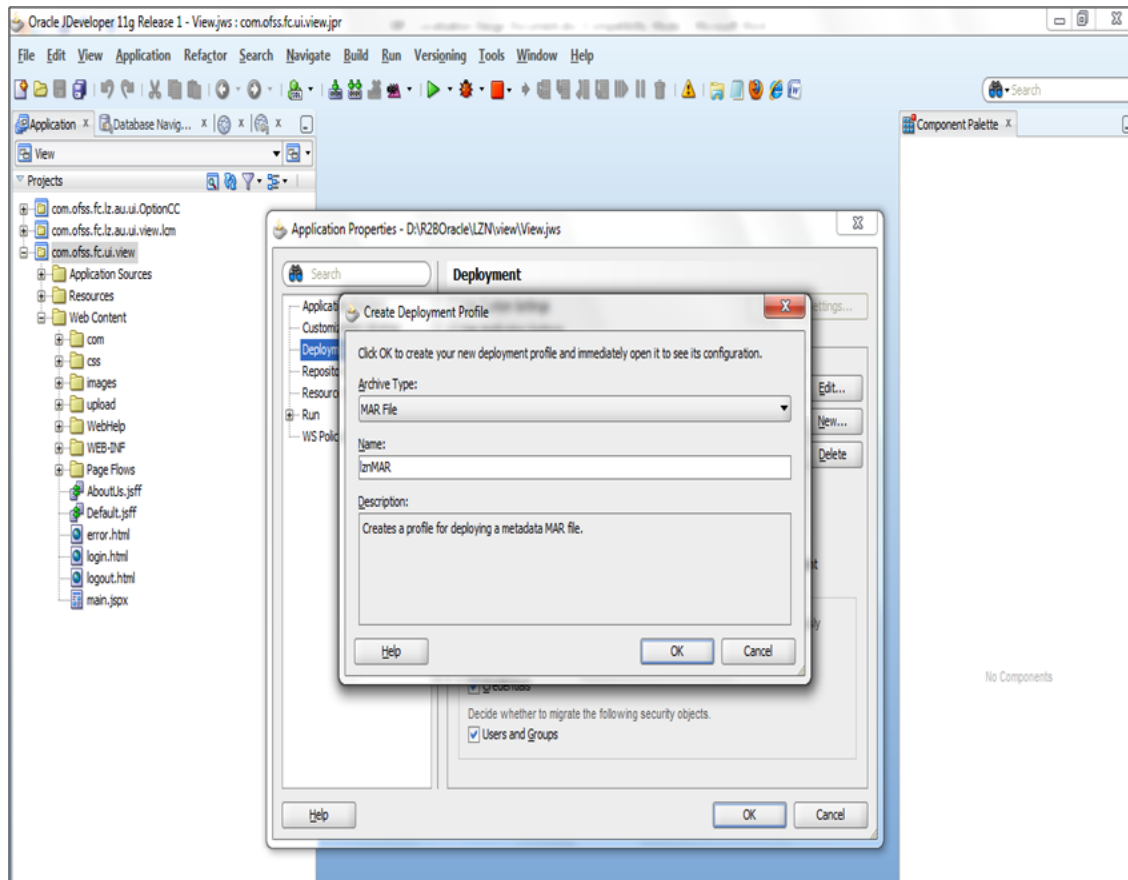 Oracle JDeveloper 11g Release 1 - View.jws : com.ofss.fc.ui.view.jpr
File Edit View Application Refactor Search Navigate Build Run Versioning Tools Window Help
Search
Application Database Navig...
Component Palette
View
Projects
com.ofss.fc.lz.au.ui.OptionCC
com.ofss.fc.lz.au.ui.view.lcm
com.ofss.fc.ui.view
Application Sources
Resources
Web Content
com
css
images
upload
WebHelp
WEB-INF
Page Flows
AboutUs.jsff
Default.jsff
error.html
login.html
logout.html
main.jspx
Application Properties - D:\R2BOracle\LZN\view\View.jws
Search
Deployment
Applicat
Customiz
Deploym
Reposito
Resourc
Run
WS Polic
ettings...
Edit...
New...
Delete
Create Deployment Profile
Click OK to create your new deployment profile and immediately open it to see its configuration.
Archive Type:
MAR File
Name:
lznMAR
Description:
Creates a profile for deploying a metadata MAR file.
Help OK Cancel
Credentials
Decide whether to migrate the following security objects.
Users and Groups
Help OK Cancel
No Components